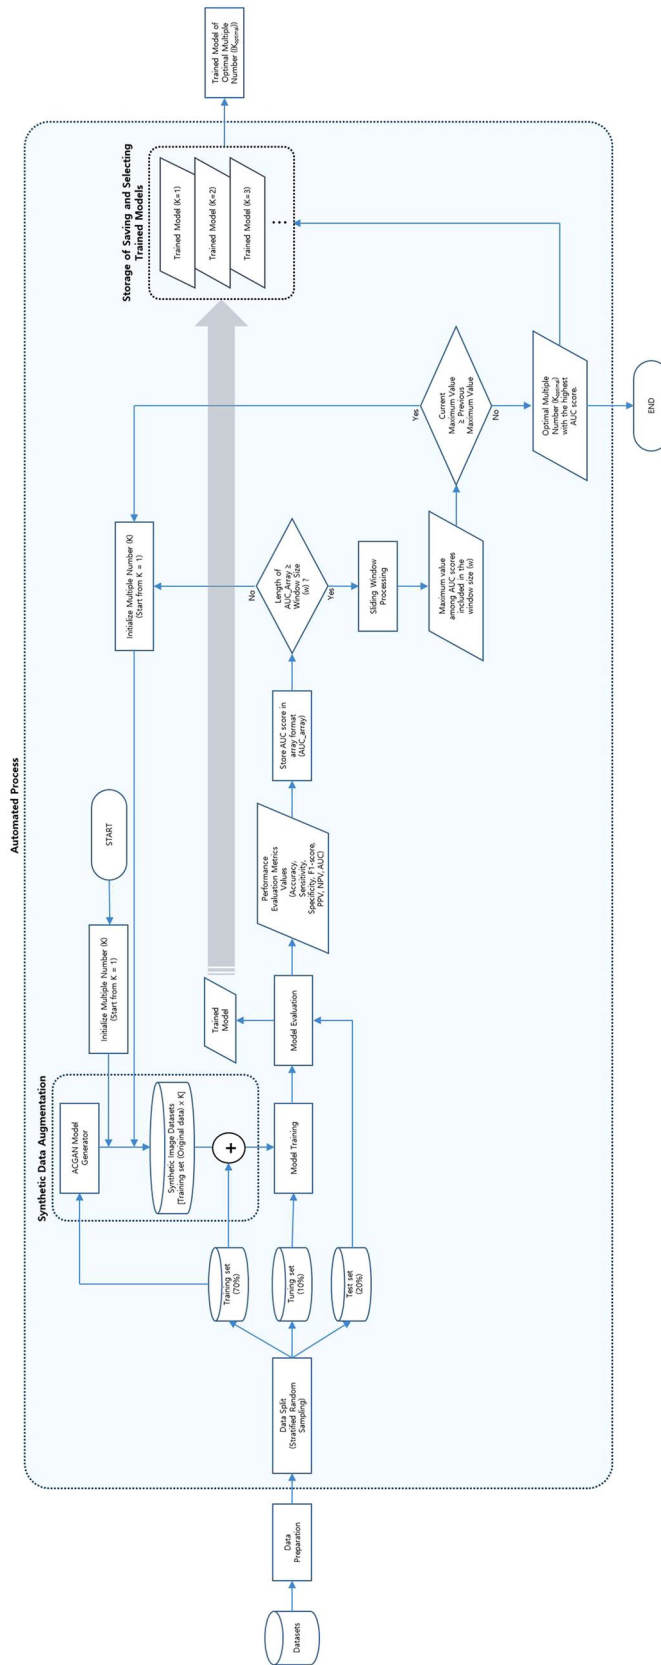 Automated Process
Datasets
Data
Preparation
Data Split
(Stratified Random
Sampling)
Training set
(70%)
Tuning set
(10%)
Test set
(20%)
Synthetic Data Augmentation
ACGAN Model
Generator
Synthetic Image Datasets
[Training set (Original data) × K]
+
START
Initialize Multiple Number (K)
(Start from K = 1)
Model Training
Model Evaluation
Trained
Model
Performance
Evaluation Metrics
Values
(Accuracy,
Sensitivity,
Specificity, F1-score,
PPV, NPV, AUC)
Store AUC score in
array format
(AUC_array)
Initialize Multiple Number (K)
(Start from K = 1)
Length of
AUC_Array ≥
Window Size
(w) ?
No
Yes
Sliding Window
Processing
Maximum value
among AUC scores
included in the
window size (w)
Current
Maximum Value
≥ Previous
Maximum Value
Yes
No
Optimal Multiple
Number (Koptimal)
with the highest
AUC score.
END
Storage of Saving and Selecting
Trained Models
Trained Model (K=1)
Trained Model (K=2)
Trained Model (K=3)
...
Trained Model of
Optimal Multiple
Number ((Koptimal))